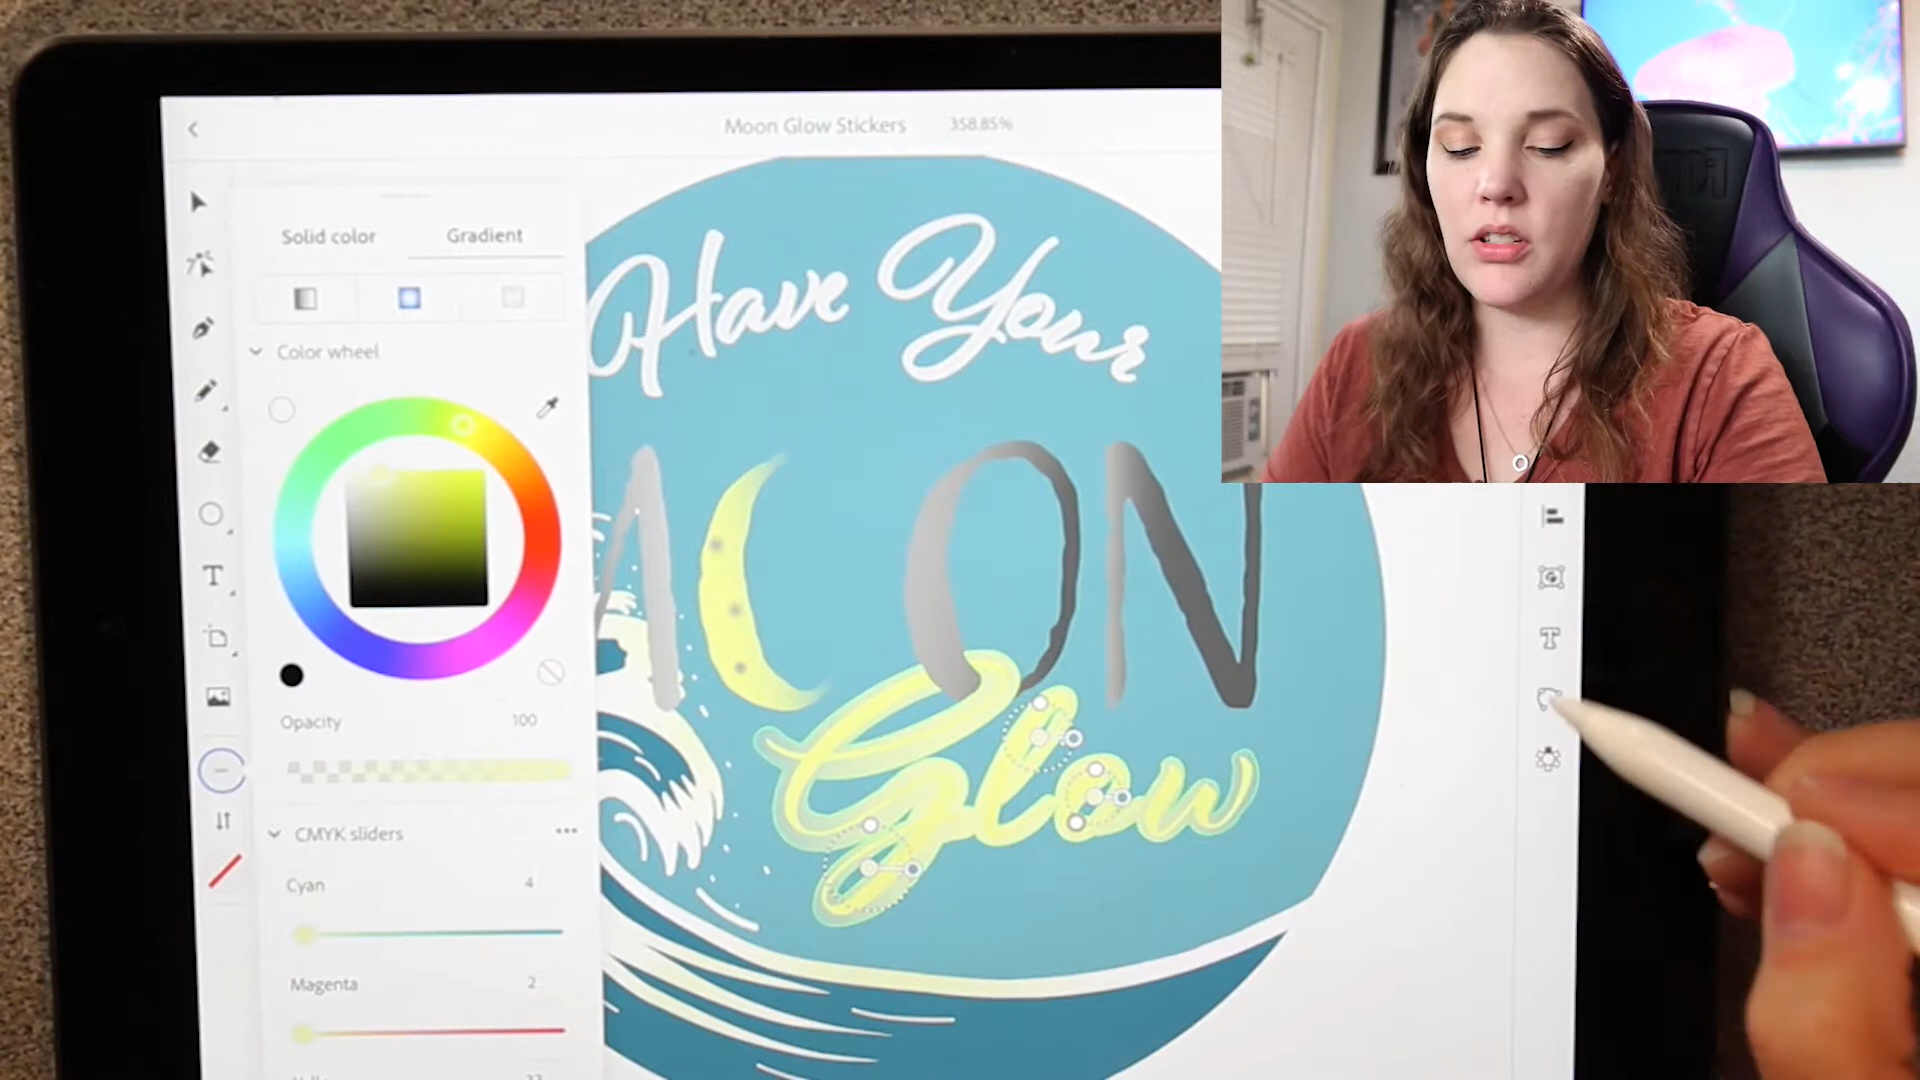 Moon Glow Stickers 358.85%
Solid color Gradient
Color wheel
Opacity 100
CMYK sliders
Cyan 4
Magenta 2
Have Your
MOON
Glow